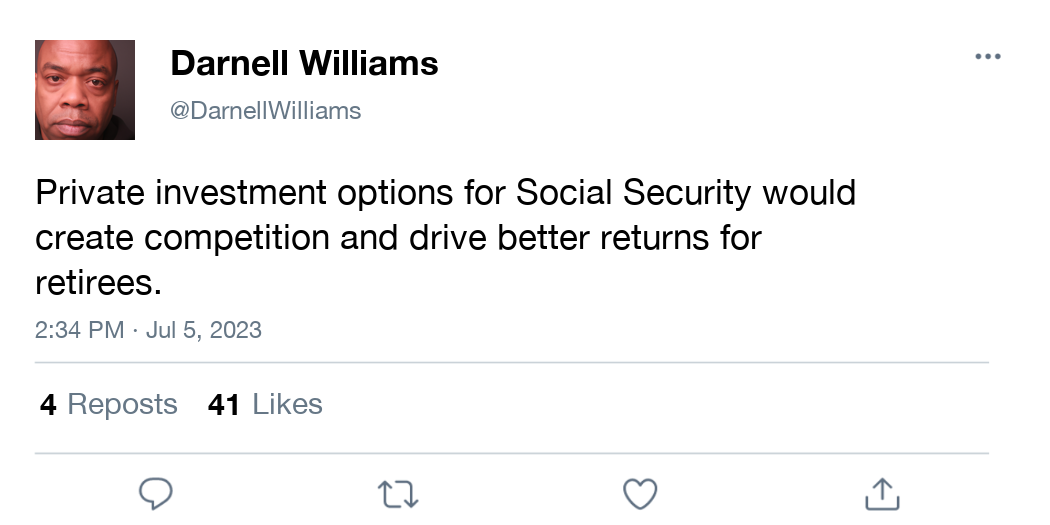 Darnell Williams
@DarnellWilliams
Private investment options for Social Security would
create competition and drive better returns for
retirees.
2:34 PM · Jul 5, 2023
4 Reposts 41 Likes